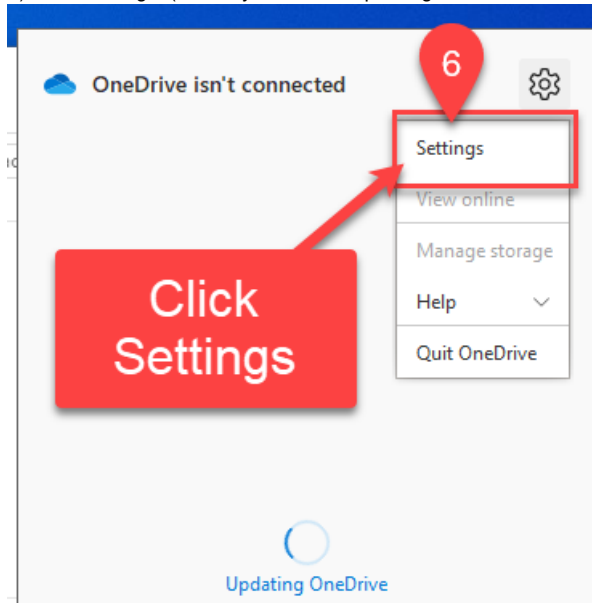 OneDrive isn't connected
6
Settings
View online
Manage storage
Help
Quit OneDrive
Click
Settings
Updating OneDrive